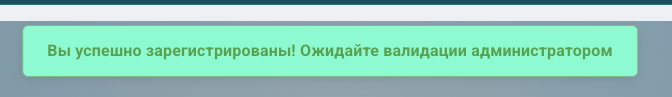 Вы успешно зарегистрированы! Ожидайте валидации администратором